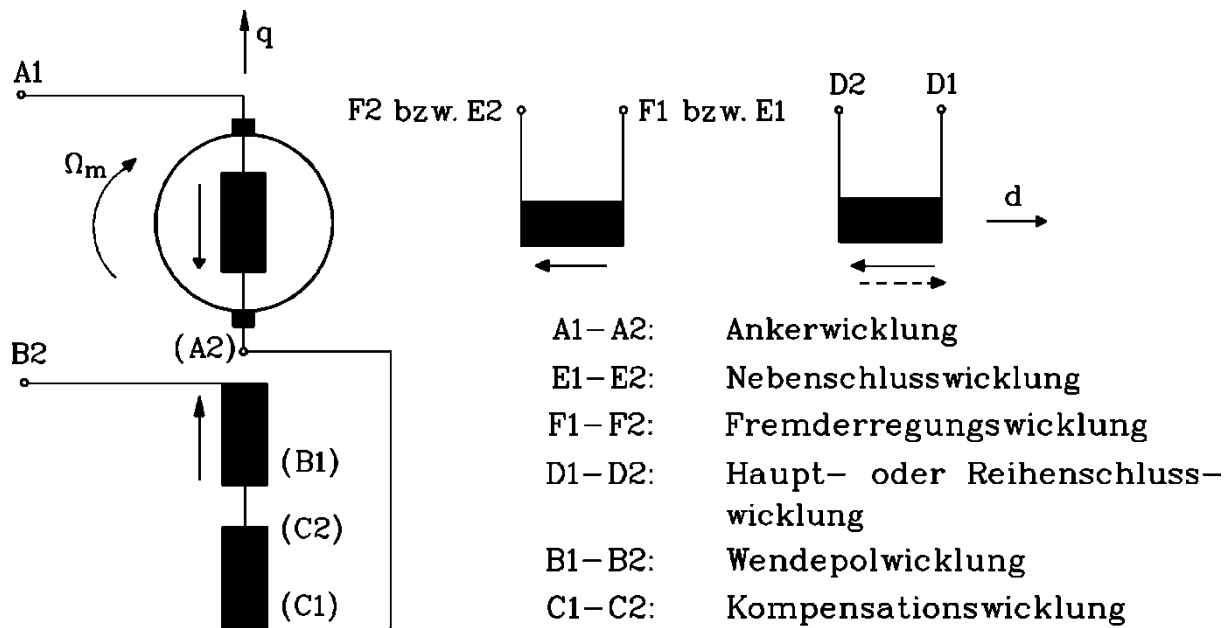 q
A1
Ωm
(A2)
B2
(B1)
(C2)
(C1)
F2 bzw. E2
F1 bzw. E1
D2
D1
d
A1–A2: Ankerwicklung
E1–E2: Nebenschlusswicklung
F1–F2: Fremderregungswicklung
D1–D2: Haupt– oder Reihenschluss–
wicklung
B1–B2: Wendepolwicklung
C1–C2: Kompensationswicklung